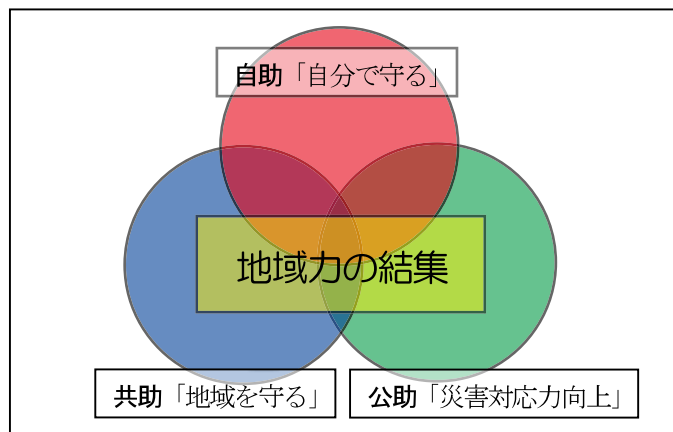 自助「自分で守る」
地域力の結集
共助「地域を守る」
公助「災害対応力向上」